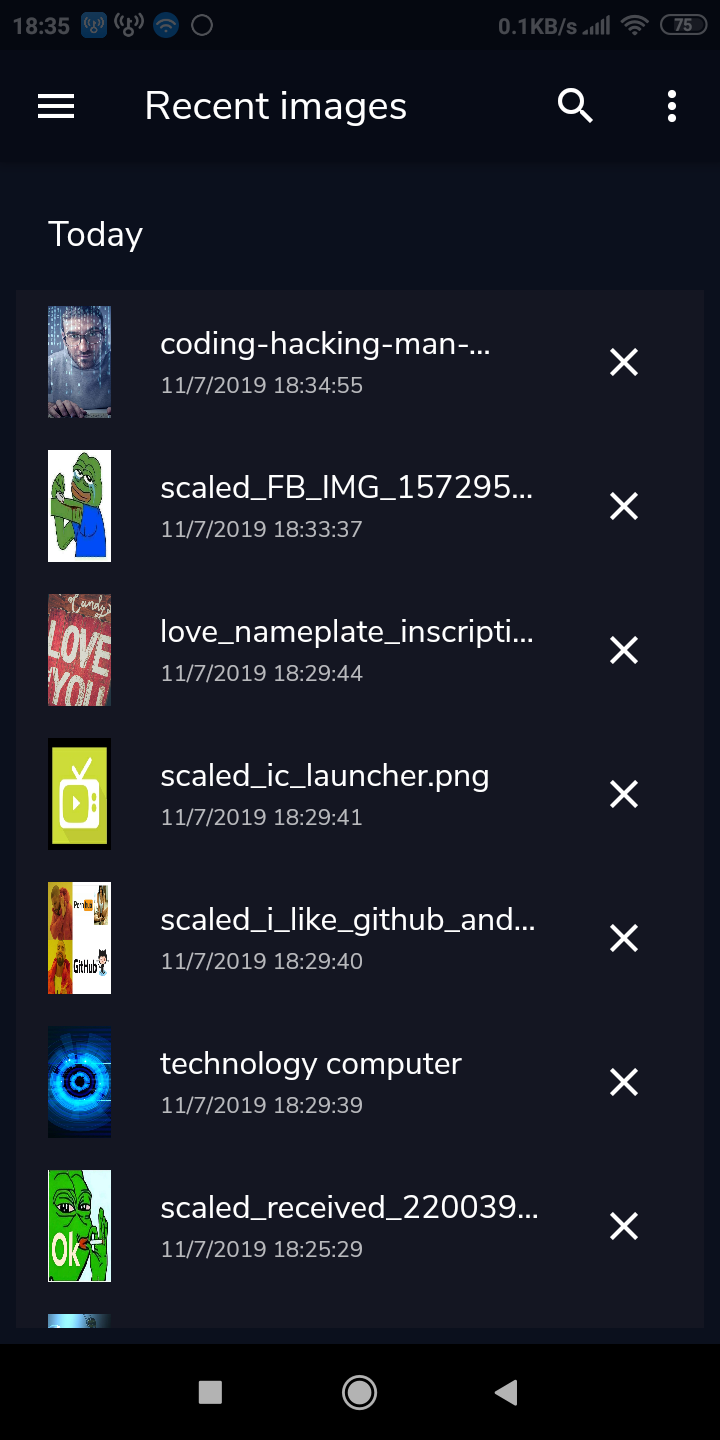 18:35
0.1KB/s
75
Recent images
Today
coding-hacking-man-...
11/7/2019 18:34:55
scaled_FB_IMG_157295...
11/7/2019 18:33:37
Candy
LOVE
YOU
love_nameplate_inscripti...
11/7/2019 18:29:44
scaled_ic_launcher.png
11/7/2019 18:29:41
Porn hub
GitHub
scaled_i_like_github_and...
11/7/2019 18:29:40
technology computer
11/7/2019 18:29:39
Ok
scaled_received_220039...
11/7/2019 18:25:29